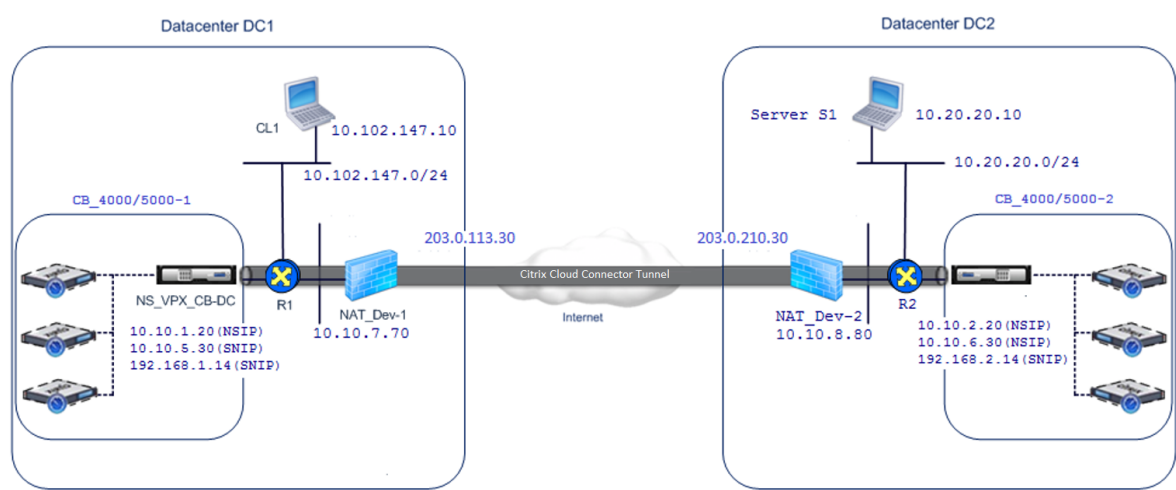 Datacenter DC1
Datacenter DC2
CL1
10.102.147.10
10.102.147.0/24
Server S1
10.20.20.10
10.20.20.0/24
CB_4000/5000-1
CB_4000/5000-2
203.0.113.30
203.0.210.30
Citrix Cloud Connector Tunnel
Internet
NS_VPX_CB-DC
R1
NAT_Dev-1
10.10.7.70
NAT_Dev-2
10.10.8.80
R2
10.10.1.20(NSIP)
10.10.5.30(SNIP)
192.168.1.14(SNIP)
10.10.2.20(NSIP)
10.10.6.30(SNIP)
192.168.2.14(SNIP)